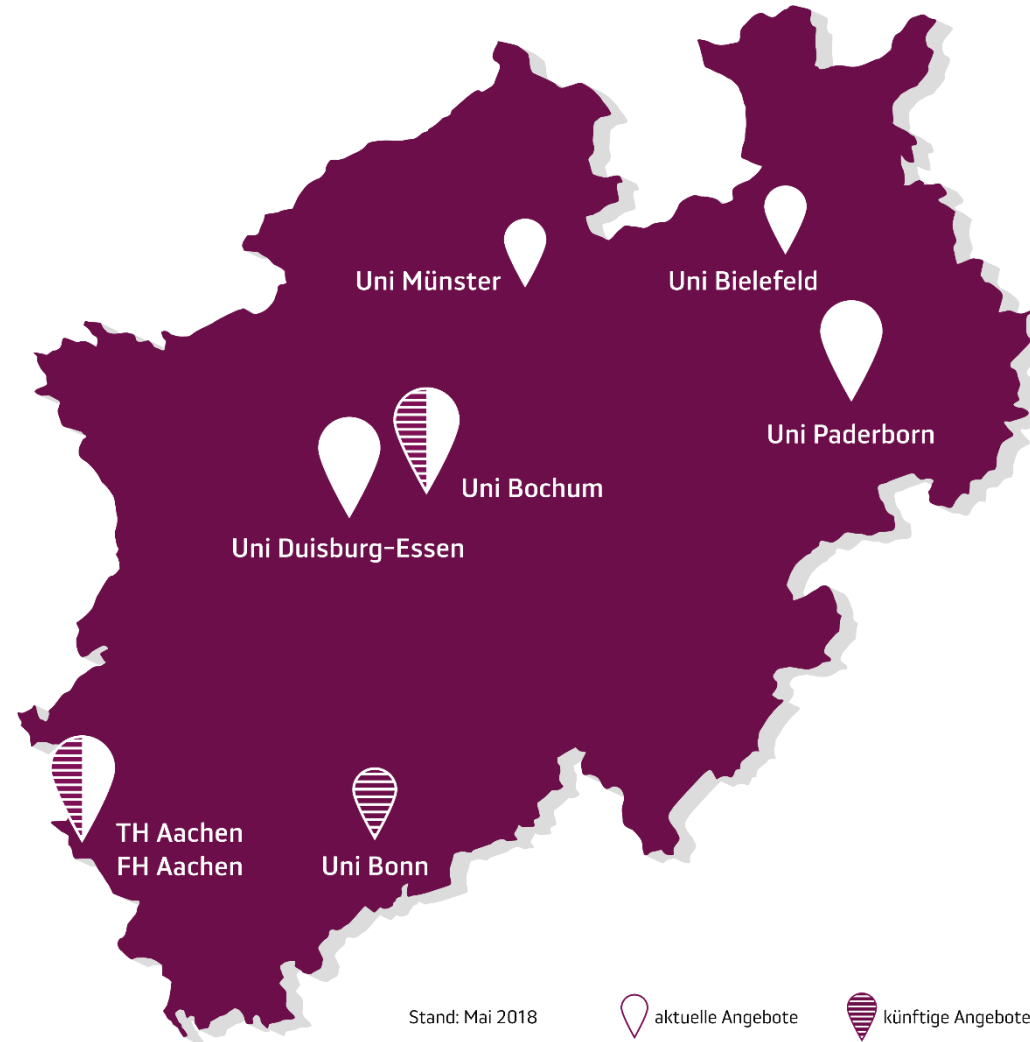 Uni Münster
Uni Bielefeld
Uni Paderborn
Uni Bochum
Uni Duisburg-Essen
TH Aachen
FH Aachen
Uni Bonn
Stand: Mai 2018
aktuelle Angebote
künftige Angebote